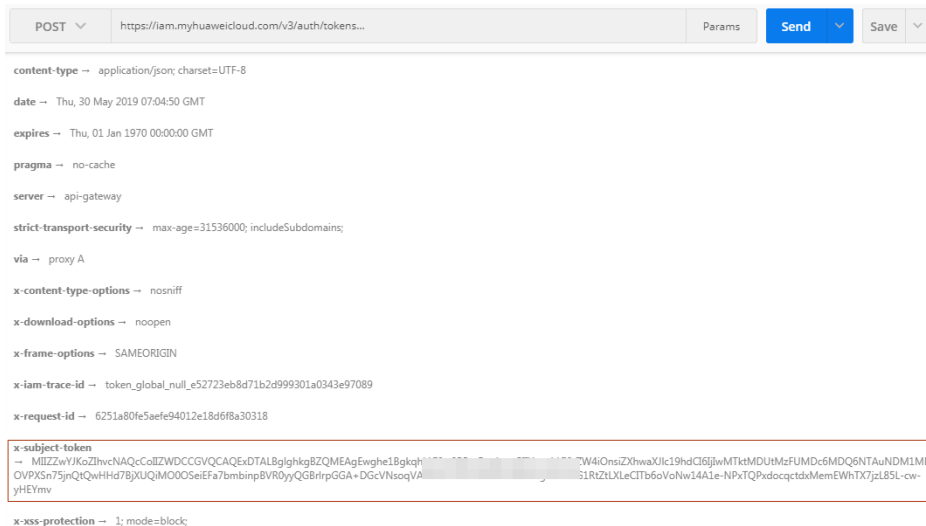 POST
https://iam.myhuaweicloud.com/v3/auth/tokens...
Params
Send
Save
content-type → application/json; charset=UTF-8
date → Thu, 30 May 2019 07:04:50 GMT
expires → Thu, 01 Jan 1970 00:00:00 GMT
pragma → no-cache
server → api-gateway
strict-transport-security → max-age=31536000; includeSubdomains;
via → proxy A
x-content-type-options → nosniff
x-download-options → noopen
x-frame-options → SAMEORIGIN
x-iam-trace-id → token_global_null_e52723eb8d71b2d999301a0343e97089
x-request-id → 6251a80fe5aefe94012e18d6f8a30318
x-subject-token
→ MIIZZwYJKoZIhvcNAQcCoIIZWDCCGVQCAQExDTALBglghkgBZQMEAgEwghe1Bgkqh
OVPXSn75jnQtQwHHd7BjXUQiMO0OSeiEFa7bmbinpBVR0yyQGBrlrpGGA+DGcVNsoqVA
yHEYmv
x-xss-protection → 1; mode=block;